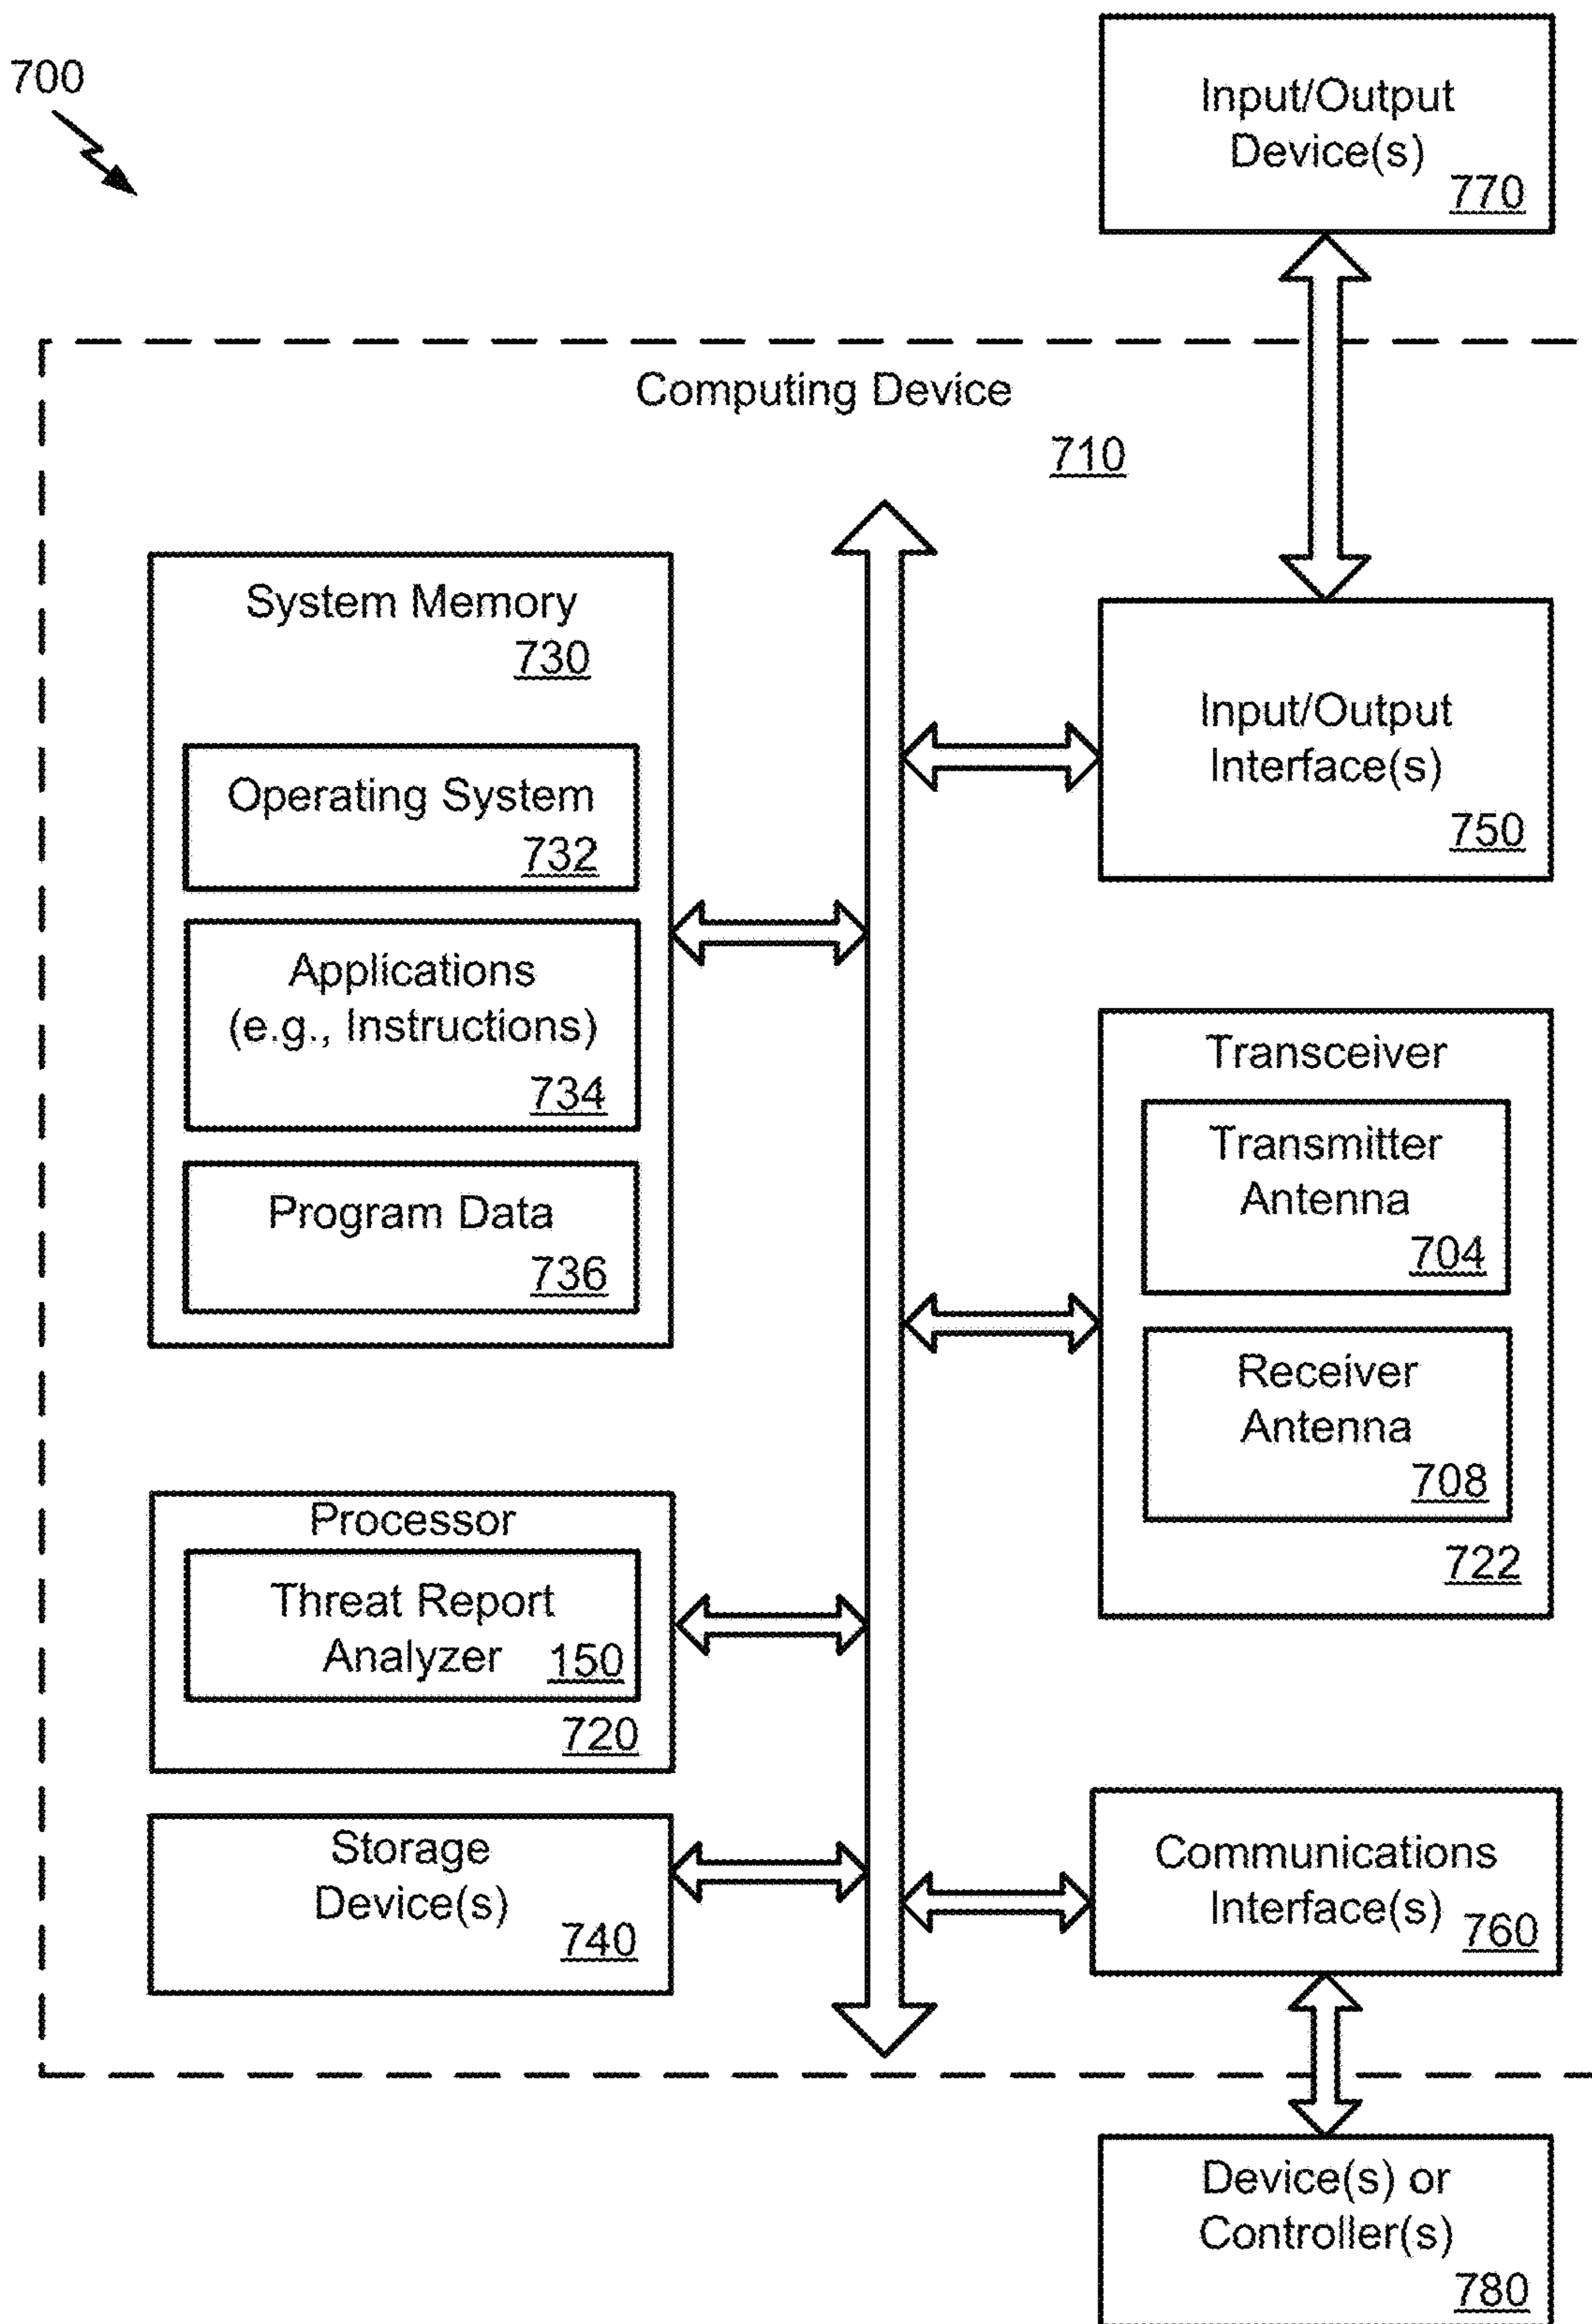 700
Input/Output
Device(s)
770
Computing Device
710
System Memory
730
Operating System
732
Applications
(e.g., Instructions)
734
Program Data
736
Processor
Threat Report
Analyzer 150
720
Storage
Device(s)
740
Input/Output
Interface(s)
750
Transceiver
Transmitter
Antenna
704
Receiver
Antenna
708
722
Communications
Interface(s) 760
Device(s) or
Controller(s)
780